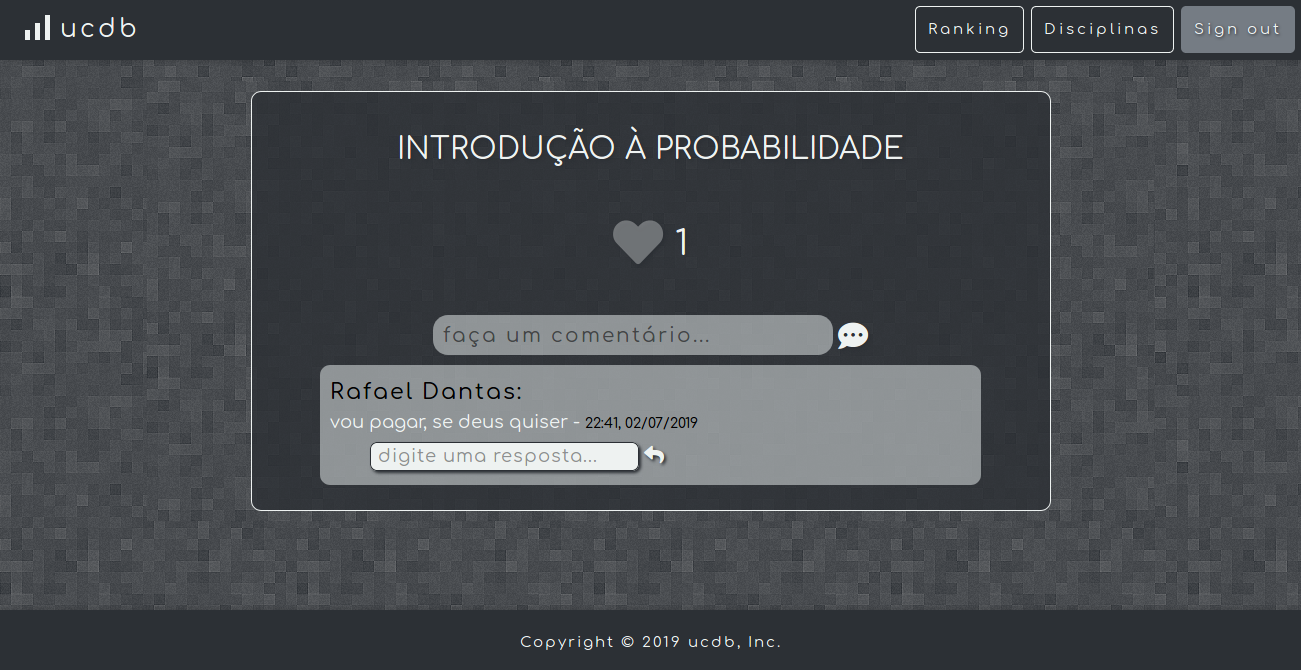 ucdb
Ranking
Disciplinas
Sign out
INTRODUÇÃO À PROBABILIDADE
1
faça um comentário...
Rafael Dantas:
vou pagar, se deus quiser - 22:41, 02/07/2019
digite uma resposta...
Copyright © 2019 ucdb, Inc.